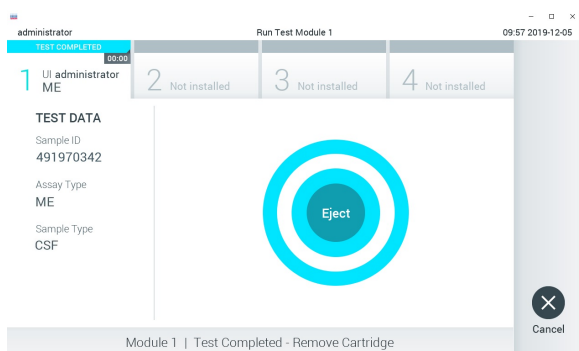 administrator Run Test Module 1 09:57 2019-12-05
TEST COMPLETED
00:00
1 UI administrator
ME
2 Not installed
3 Not installed
4 Not installed
TEST DATA
Sample ID
491970342
Assay Type
ME
Sample Type
CSF
Eject
Cancel
Module 1 | Test Completed - Remove Cartridge